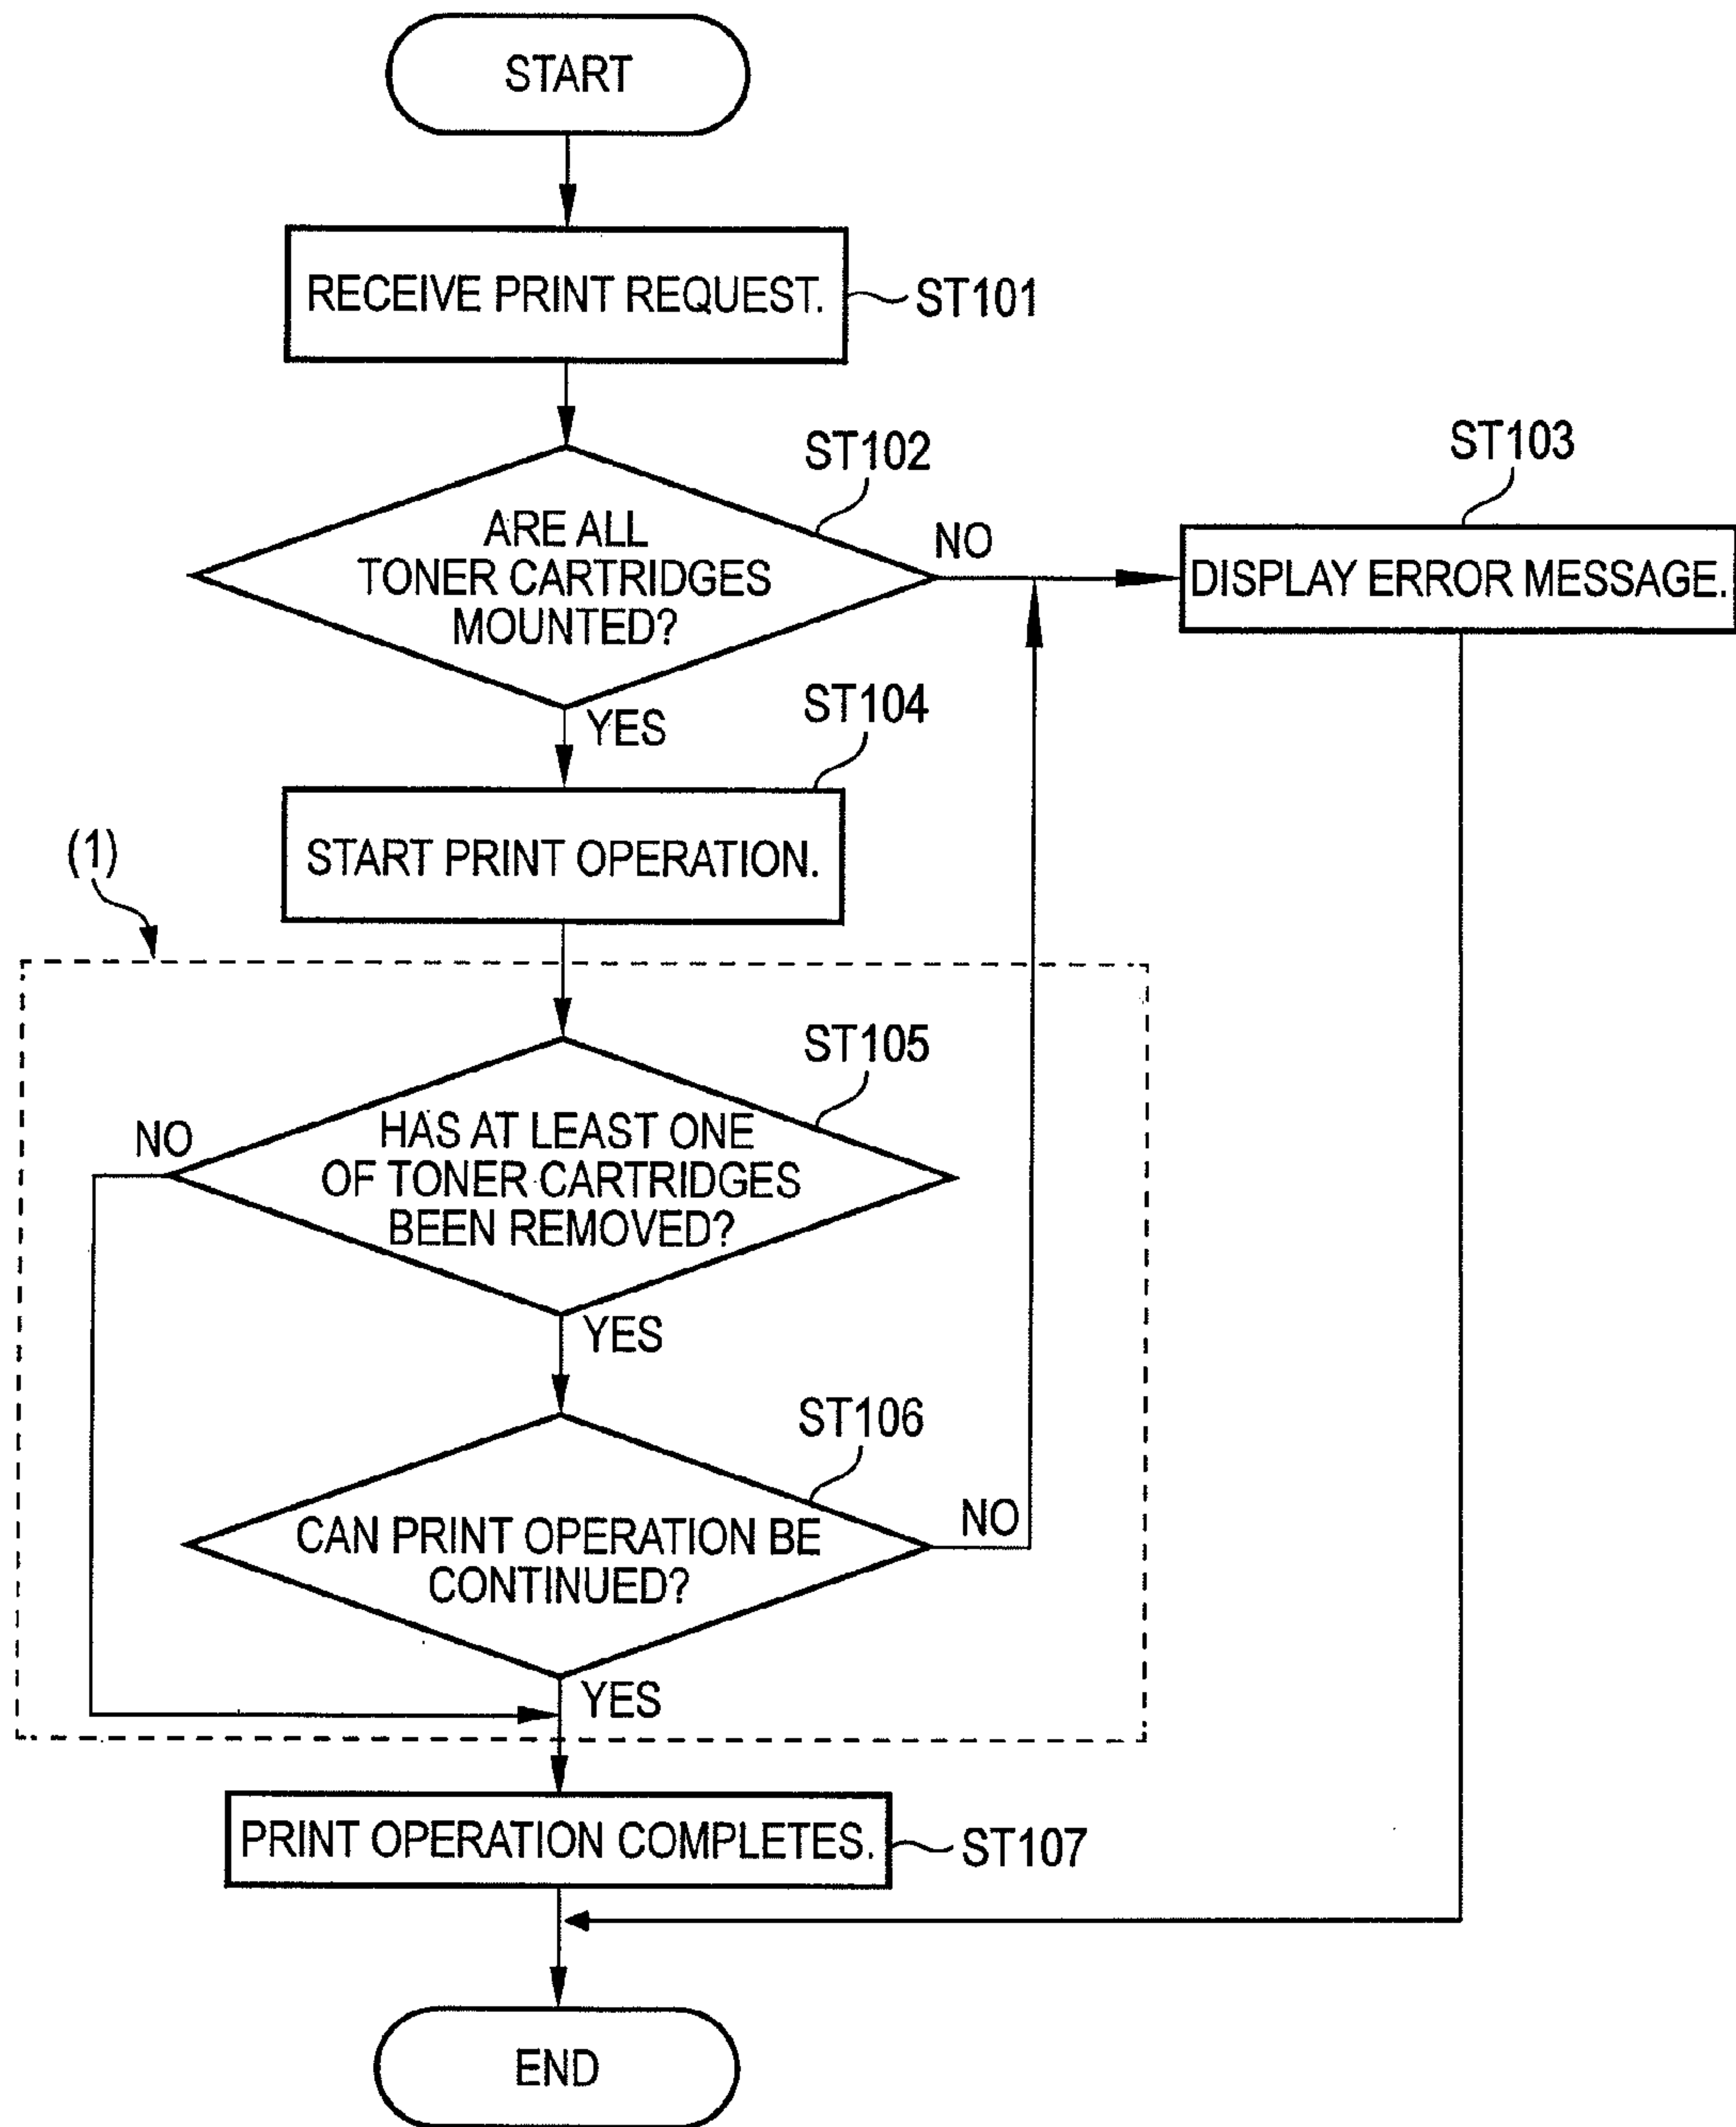 START
RECEIVE PRINT REQUEST.
ST101
ST102
ARE ALL
TONER CARTRIDGES
MOUNTED?
NO
ST103
DISPLAY ERROR MESSAGE.
YES
ST104
START PRINT OPERATION.
(1)
ST105
NO
HAS AT LEAST ONE
OF TONER CARTRIDGES
BEEN REMOVED?
YES
ST106
CAN PRINT OPERATION BE
CONTINUED?
NO
YES
PRINT OPERATION COMPLETES.
ST107
END